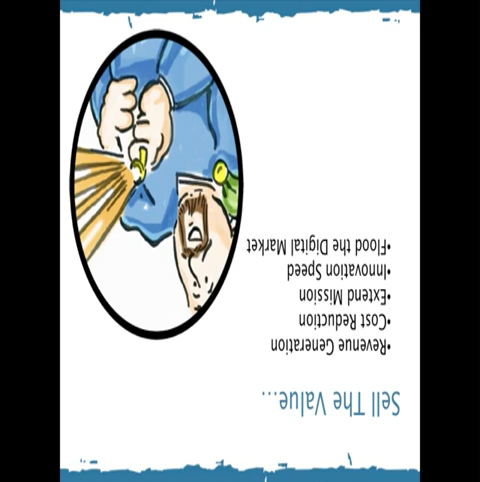 Sell The Value...
•Revenue Generation
•Cost Reduction
•Extend Mission
•Innovation Speed
•Flood the Digital Market